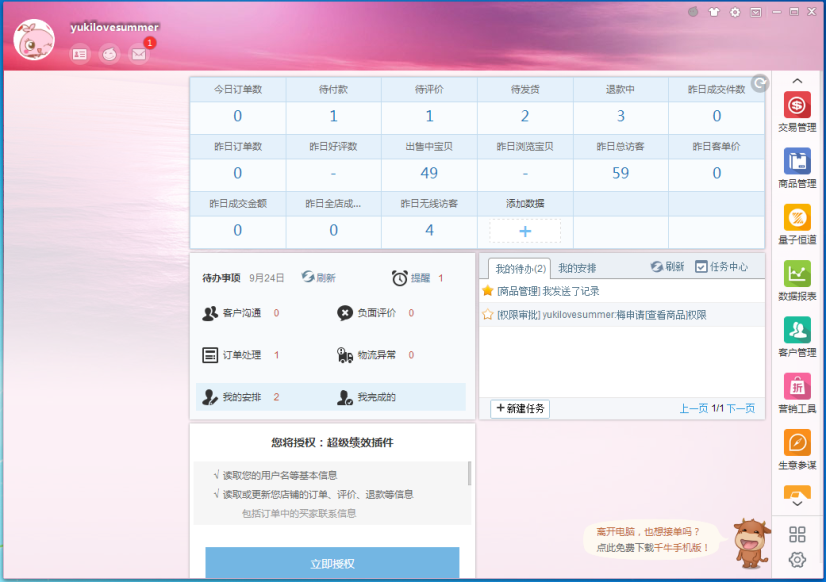 yukilovesummer
1
今日订单数 待付款 待评价 待发货 退款中 昨日成交件数
0 1 1 2 3 0
昨日订单数 昨日好评数 出售中宝贝 昨日浏览宝贝 昨日总访客 昨日客单价
0 - 49 - 59 0
昨日成交金额 昨日全店成... 昨日无线访客 添加数据
0 0 4 +
待办事项 9月24日 刷新 提醒 1
客户沟通 0 负面评价 0
订单处理 1 物流异常 0
我的安排 2 我完成的
我的待办(2) 我的安排 刷新 任务中心
[商品管理] 我发送了记录
[权限审批] yukilovesummer:梅申请[查看商品]权限
+新建任务 上一页 1/1 下一页
您将授权：超级绩效插件
√ 读取您的用户名等基本信息
√ 读取或更新您店铺的订单、评价、退款等信息
包括订单中的买家联系信息
立即授权
离开电脑，也想接单吗？
点此免费下载千牛手机版！
交易管理
商品管理
量子恒道
数据报表
客户管理
折
营销工具
生意参谋